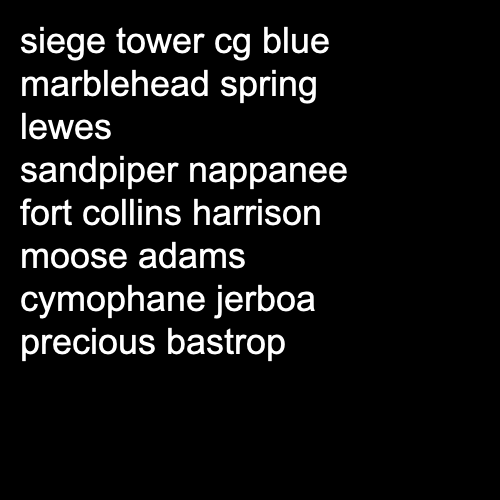 siege tower cg blue
marblehead spring
lewes
sandpiper nappanee
fort collins harrison
moose adams
cymophane jerboa
precious bastrop